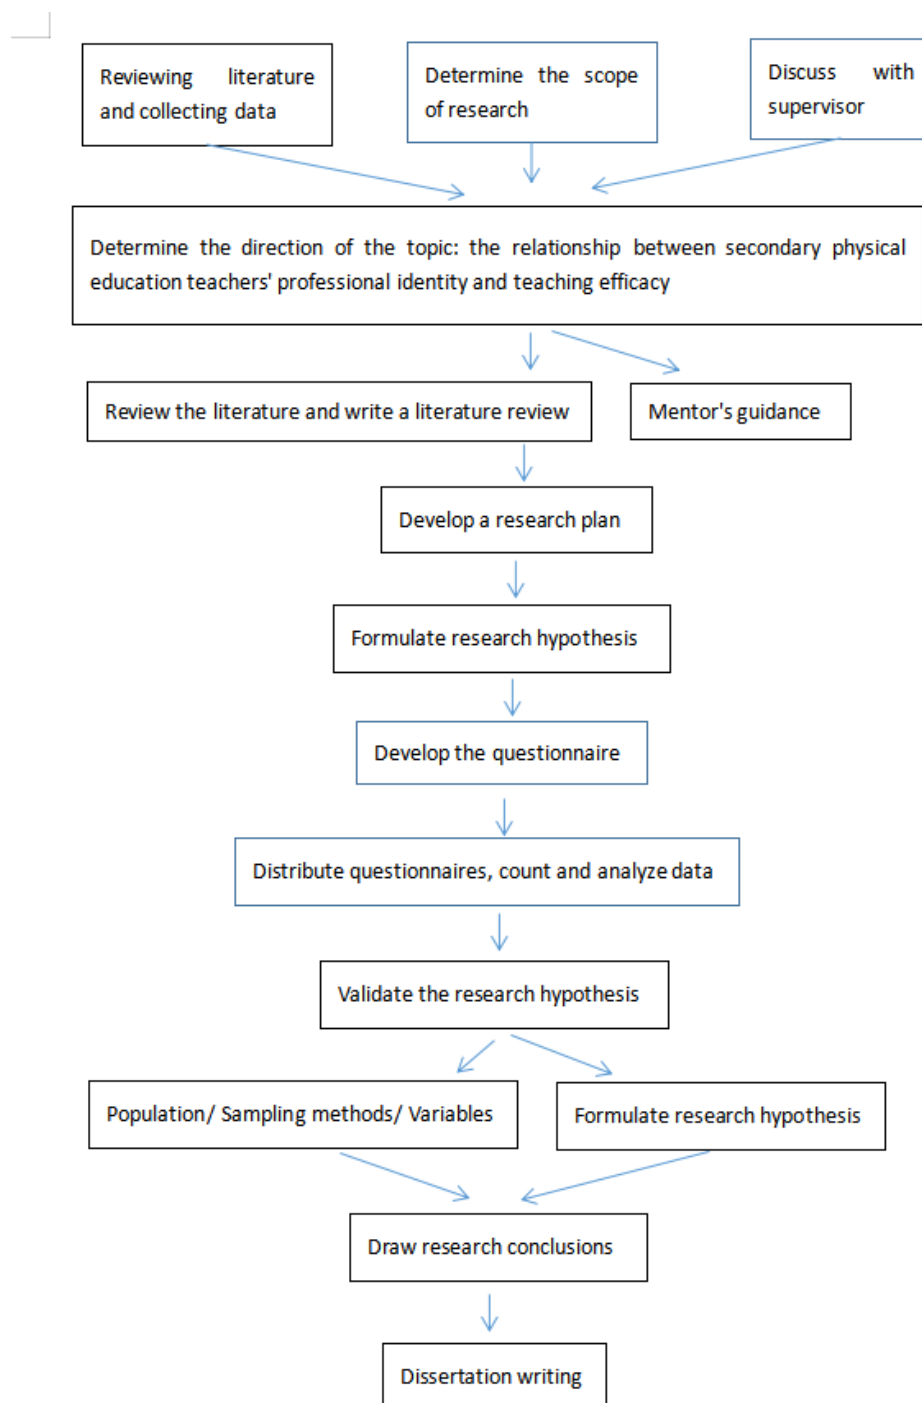 Reviewing literature
and collecting data
Determine the scope
of research
Discuss with
supervisor
Determine the direction of the topic: the relationship between secondary physical
education teachers' professional identity and teaching efficacy
Review the literature and write a literature review
Mentor's guidance
Develop a research plan
Formulate research hypothesis
Develop the questionnaire
Distribute questionnaires, count and analyze data
Validate the research hypothesis
Population/ Sampling methods/ Variables
Formulate research hypothesis
Draw research conclusions
Dissertation writing